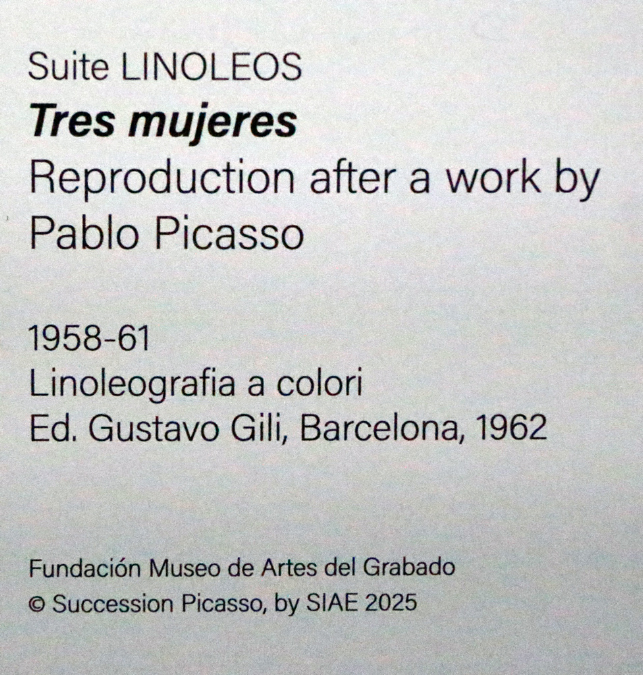 Suite LINOLEOS
Tres mujeres
Reproduction after a work by
Pablo Picasso
1958-61
Linoleografia a colori
Ed. Gustavo Gili, Barcelona, 1962
Fundación Museo de Artes del Grabado
© Succession Picasso, by SIAE 2025